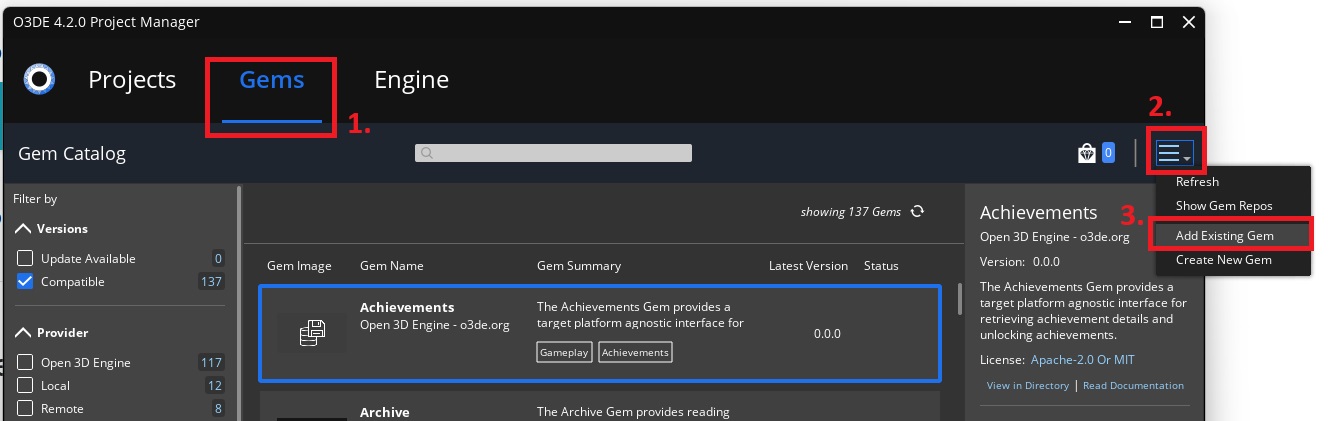 O3DE 4.2.0 Project Manager
Projects
Gems
Engine
1.
2.
Gem Catalog
0
Refresh
Show Gem Repos
3.
Add Existing Gem
Create New Gem
Filter by
Versions
Update Available 0
Compatible 137
Provider
Open 3D Engine 117
Local 12
Remote 8
showing 137 Gems
Gem Image Gem Name Gem Summary Latest Version Status
Achievements
Open 3D Engine - o3de.org
The Achievements Gem provides a
target platform agnostic interface for
Gameplay Achievements
0.0.0
Archive
The Archive Gem provides reading
Achievements
Open 3D Engine - o3de.org
Version: 0.0.0
The Achievements Gem provides a
target platform agnostic interface for
retrieving achievement details and
unlocking achievements.
License: Apache-2.0 Or MIT
View in Directory | Read Documentation